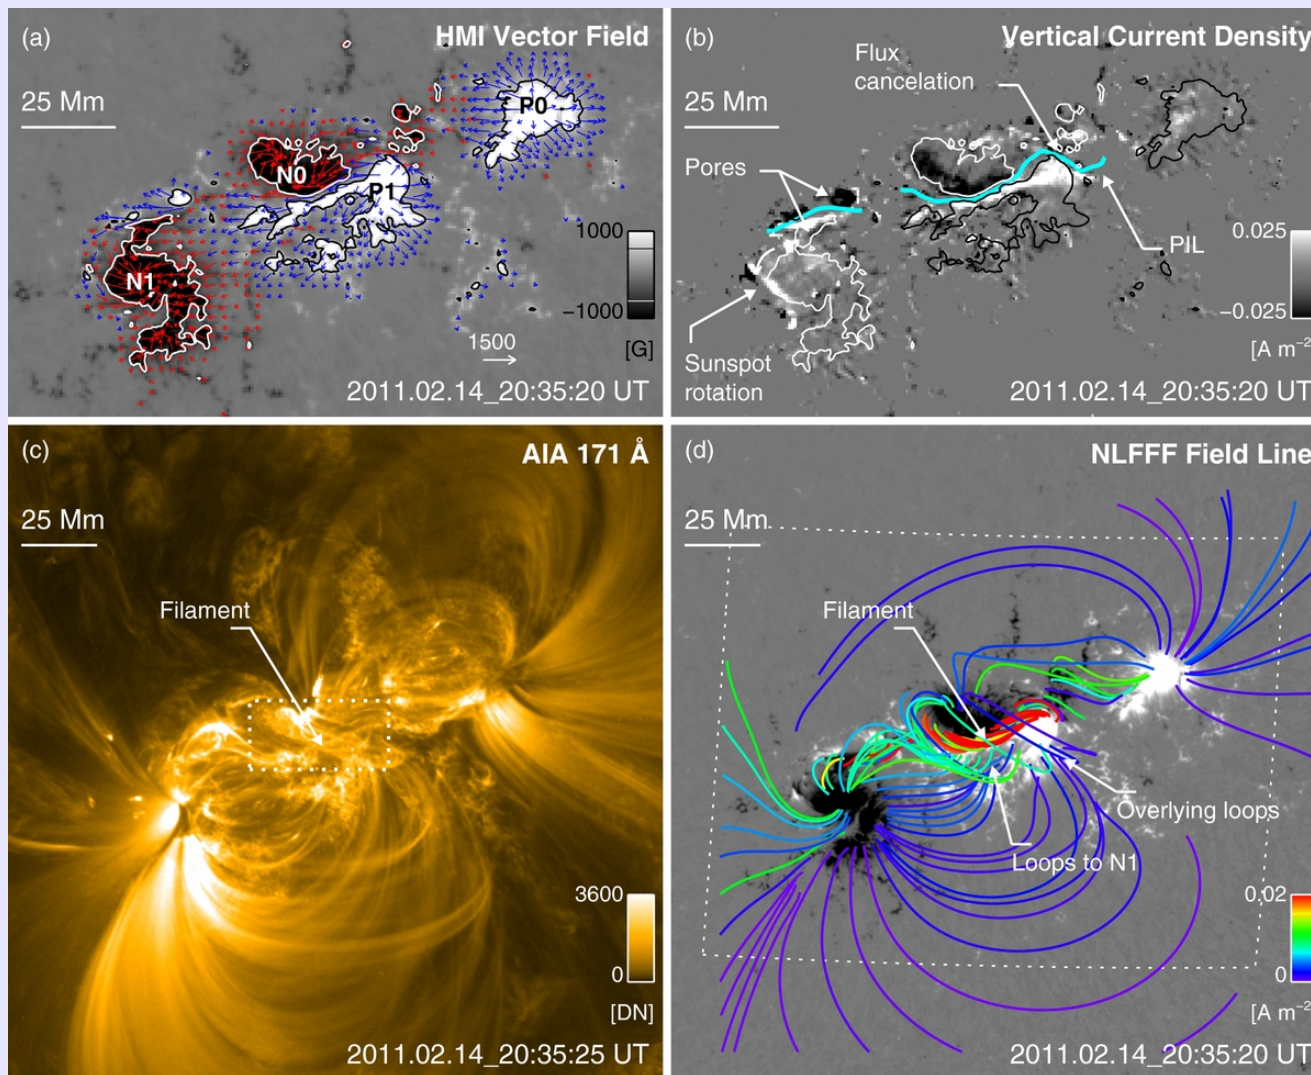 (a)
HMI Vector Field
25 Mm
N0
P0
P1
N1
1000
−1000
[G]
1500
2011.02.14_20:35:20 UT
(b)
Vertical Current Density
Flux
cancelation
25 Mm
Pores
PIL
0.025
−0.025
[A m⁻²
Sunspot
rotation
2011.02.14_20:35:20 UT
(c)
AIA 171 Å
25 Mm
Filament
3600
0
[DN]
2011.02.14_20:35:25 UT
(d)
NLFFF Field Line
25 Mm
Filament
Overlying loops
Loops to N1
0.02
0
[A m⁻²
2011.02.14_20:35:20 UT